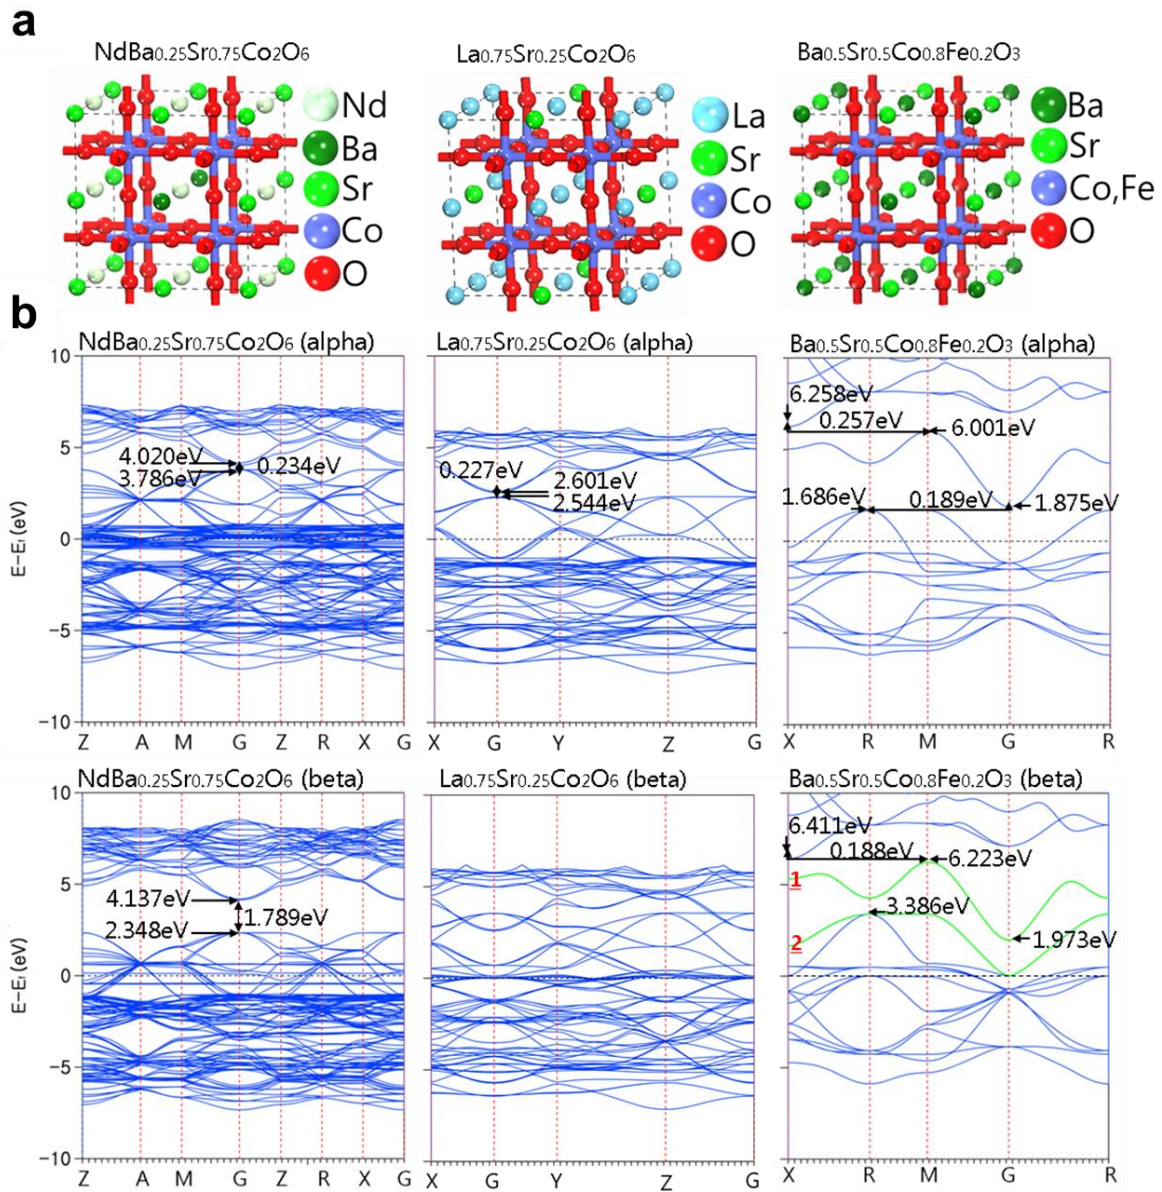 a
NdBa0.25Sr0.75Co2O6
La0.75Sr0.25Co2O6
Ba0.5Sr0.5Co0.8Fe0.2O3
Nd
Ba
Sr
Co
O
La
Sr
Co
O
Ba
Sr
Co,Fe
O
b
NdBa0.25Sr0.75Co2O6 (alpha)
10
5
0
−5
−10
E−Ef (eV)
4.020eV
3.786eV
0.234eV
Z A M G Z R X G
La0.75Sr0.25Co2O6 (alpha)
0.227eV
2.601eV
2.544eV
X G Y Z G
Ba0.5Sr0.5Co0.8Fe0.2O3 (alpha)
6.258eV
0.257eV
6.001eV
1.686eV
0.189eV
1.875eV
X R M G R
NdBa0.25Sr0.75Co2O6 (beta)
10
5
0
−5
−10
E−Ef (eV)
4.137eV
2.348eV
1.789eV
Z A M G Z R X G
La0.75Sr0.25Co2O6 (beta)
X G Y Z G
Ba0.5Sr0.5Co0.8Fe0.2O3 (beta)
6.411eV
0.188eV
6.223eV
1
3.386eV
2
1.973eV
X R M G R